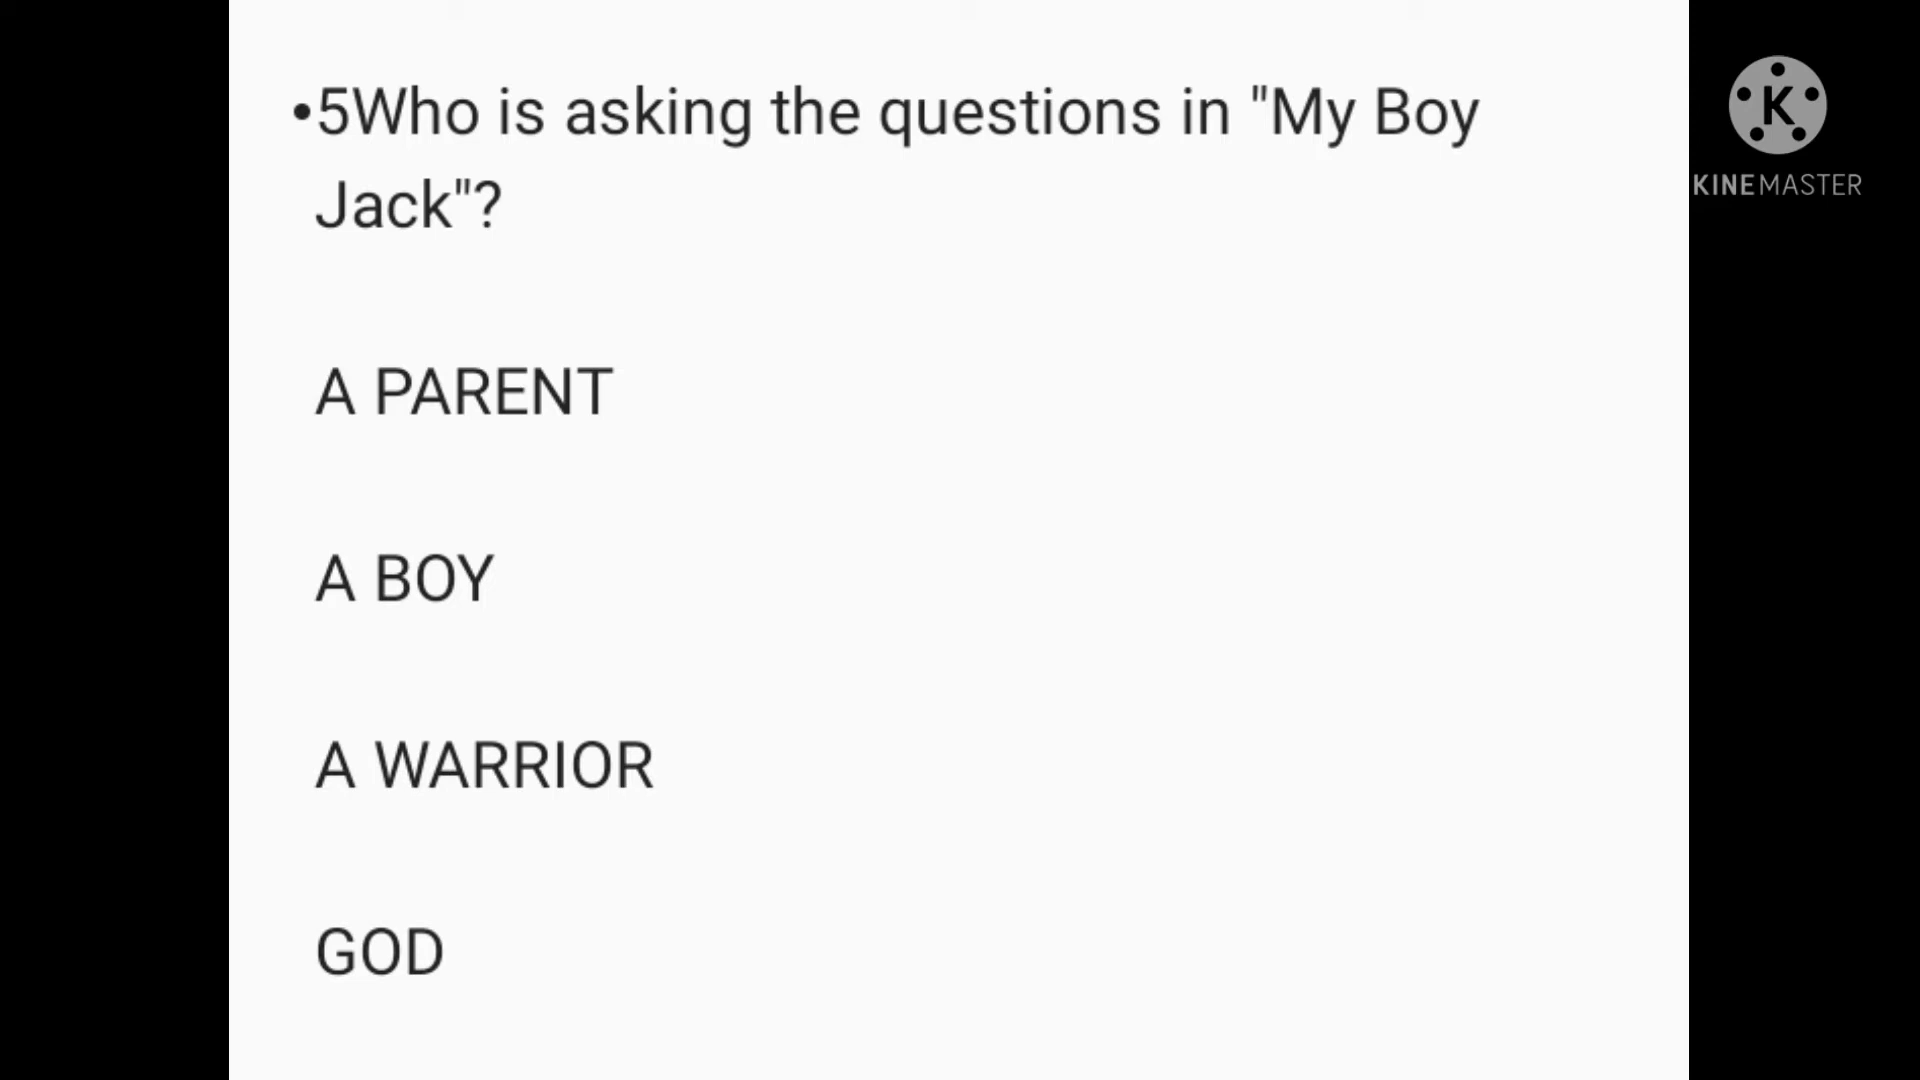 •5Who is asking the questions in "My Boy
Jack"?
A PARENT
A BOY
A WARRIOR
GOD
K
KINEMASTER